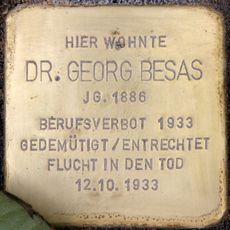 HIER WOHNTE
DR. GEORG BESAS
JG. 1886
BERUFSVERBOT 1933
GEDEMÜTIGT/ENTRECHTET
FLUCHT IN DEN TOD
12.10.1933